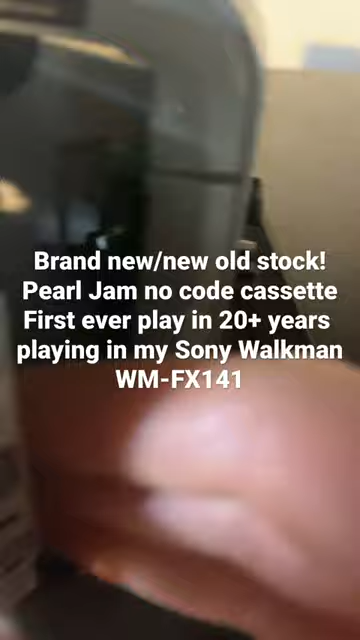 Brand new/new old stock!
Pearl Jam no code cassette
First ever play in 20+ years
playing in my Sony Walkman
WM-FX141